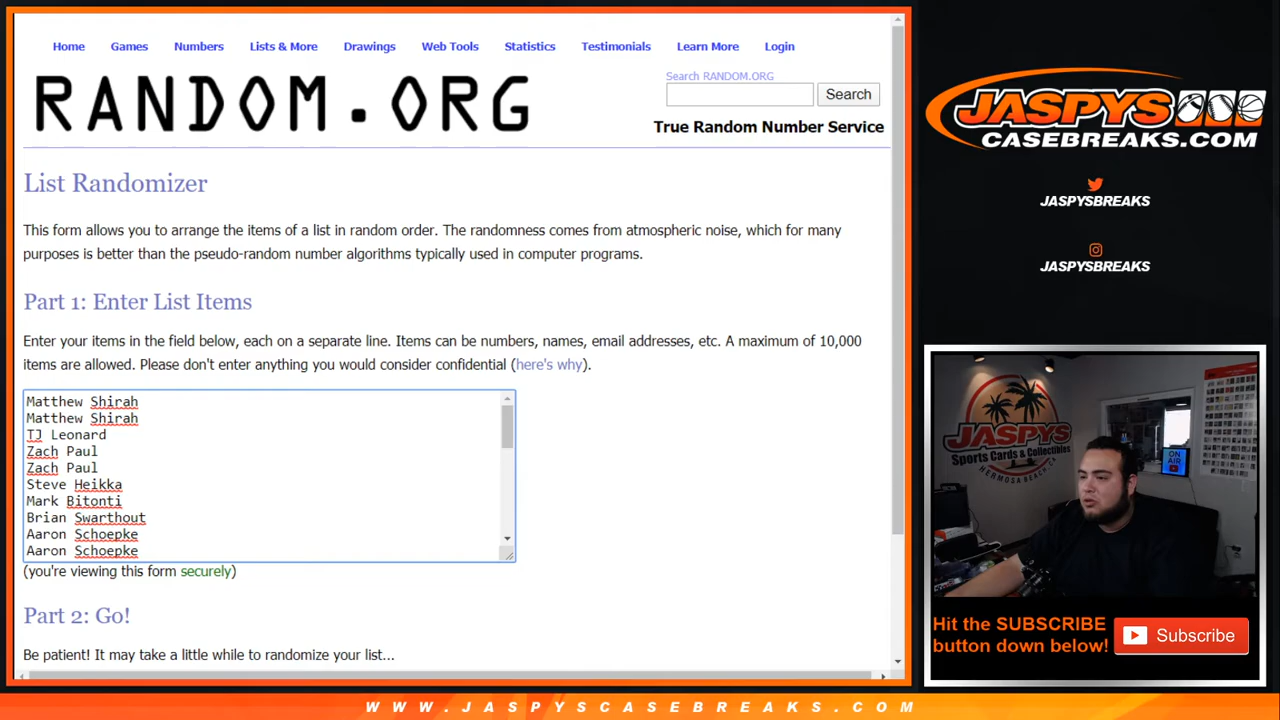 Home Games Numbers Lists & More Drawings Web Tools Statistics Testimonials Learn More Login
RANDOM.ORG
Search RANDOM.ORG
Search
True Random Number Service
List Randomizer
This form allows you to arrange the items of a list in random order. The randomness comes from atmospheric noise, which for many
purposes is better than the pseudo-random number algorithms typically used in computer programs.
Part 1: Enter List Items
Enter your items in the field below, each on a separate line. Items can be numbers, names, email addresses, etc. A maximum of 10,000
items are allowed. Please don't enter anything you would consider confidential (here's why).
Matthew Shirah
Matthew Shirah
TJ Leonard
Zach Paul
Zach Paul
Steve Heikka
Mark Bitonti
Brian Swarthout
Aaron Schoepke
Aaron Schoepke
(you're viewing this form securely)
Part 2: Go!
Be patient! It may take a little while to randomize your list...
JASPYS
CASEBREAKS.COM
JASPYSBREAKS
JASPYSBREAKS
JASPYS
Sports Cards & Collectibles
HERMOSA BEACH, CA
ON
AIR
Hit the SUBSCRIBE
button down below!
Subscribe
WWW.JASPYSCASEBREAKS.COM